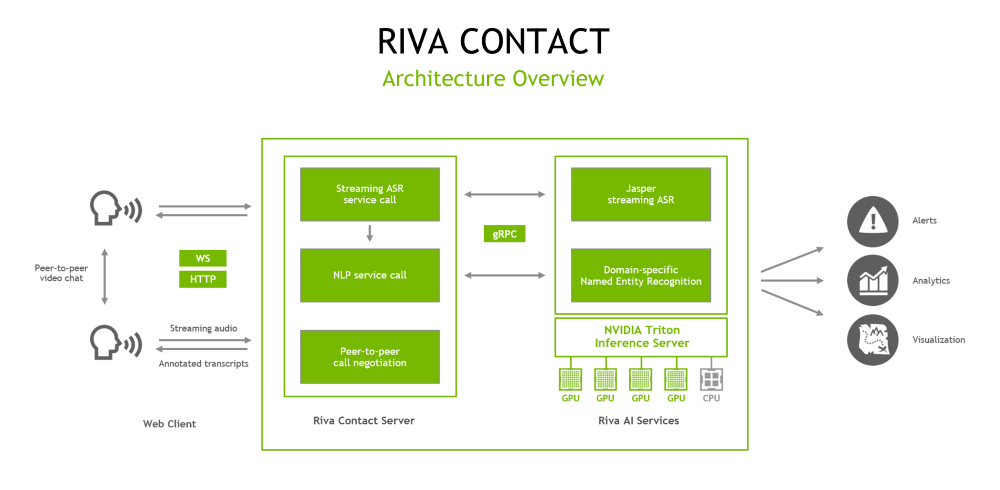 RIVA CONTACT
Architecture Overview
Peer-to-peer
video chat
WS
HTTP
Streaming audio
Annotated transcripts
Web Client
Streaming ASR
service call
NLP service call
Peer-to-peer
call negotiation
Riva Contact Server
gRPC
Jasper
streaming ASR
Domain-specific
Named Entity Recognition
NVIDIA Triton
Inference Server
GPU
GPU
GPU
GPU
CPU
Riva AI Services
Alerts
Analytics
Visualization